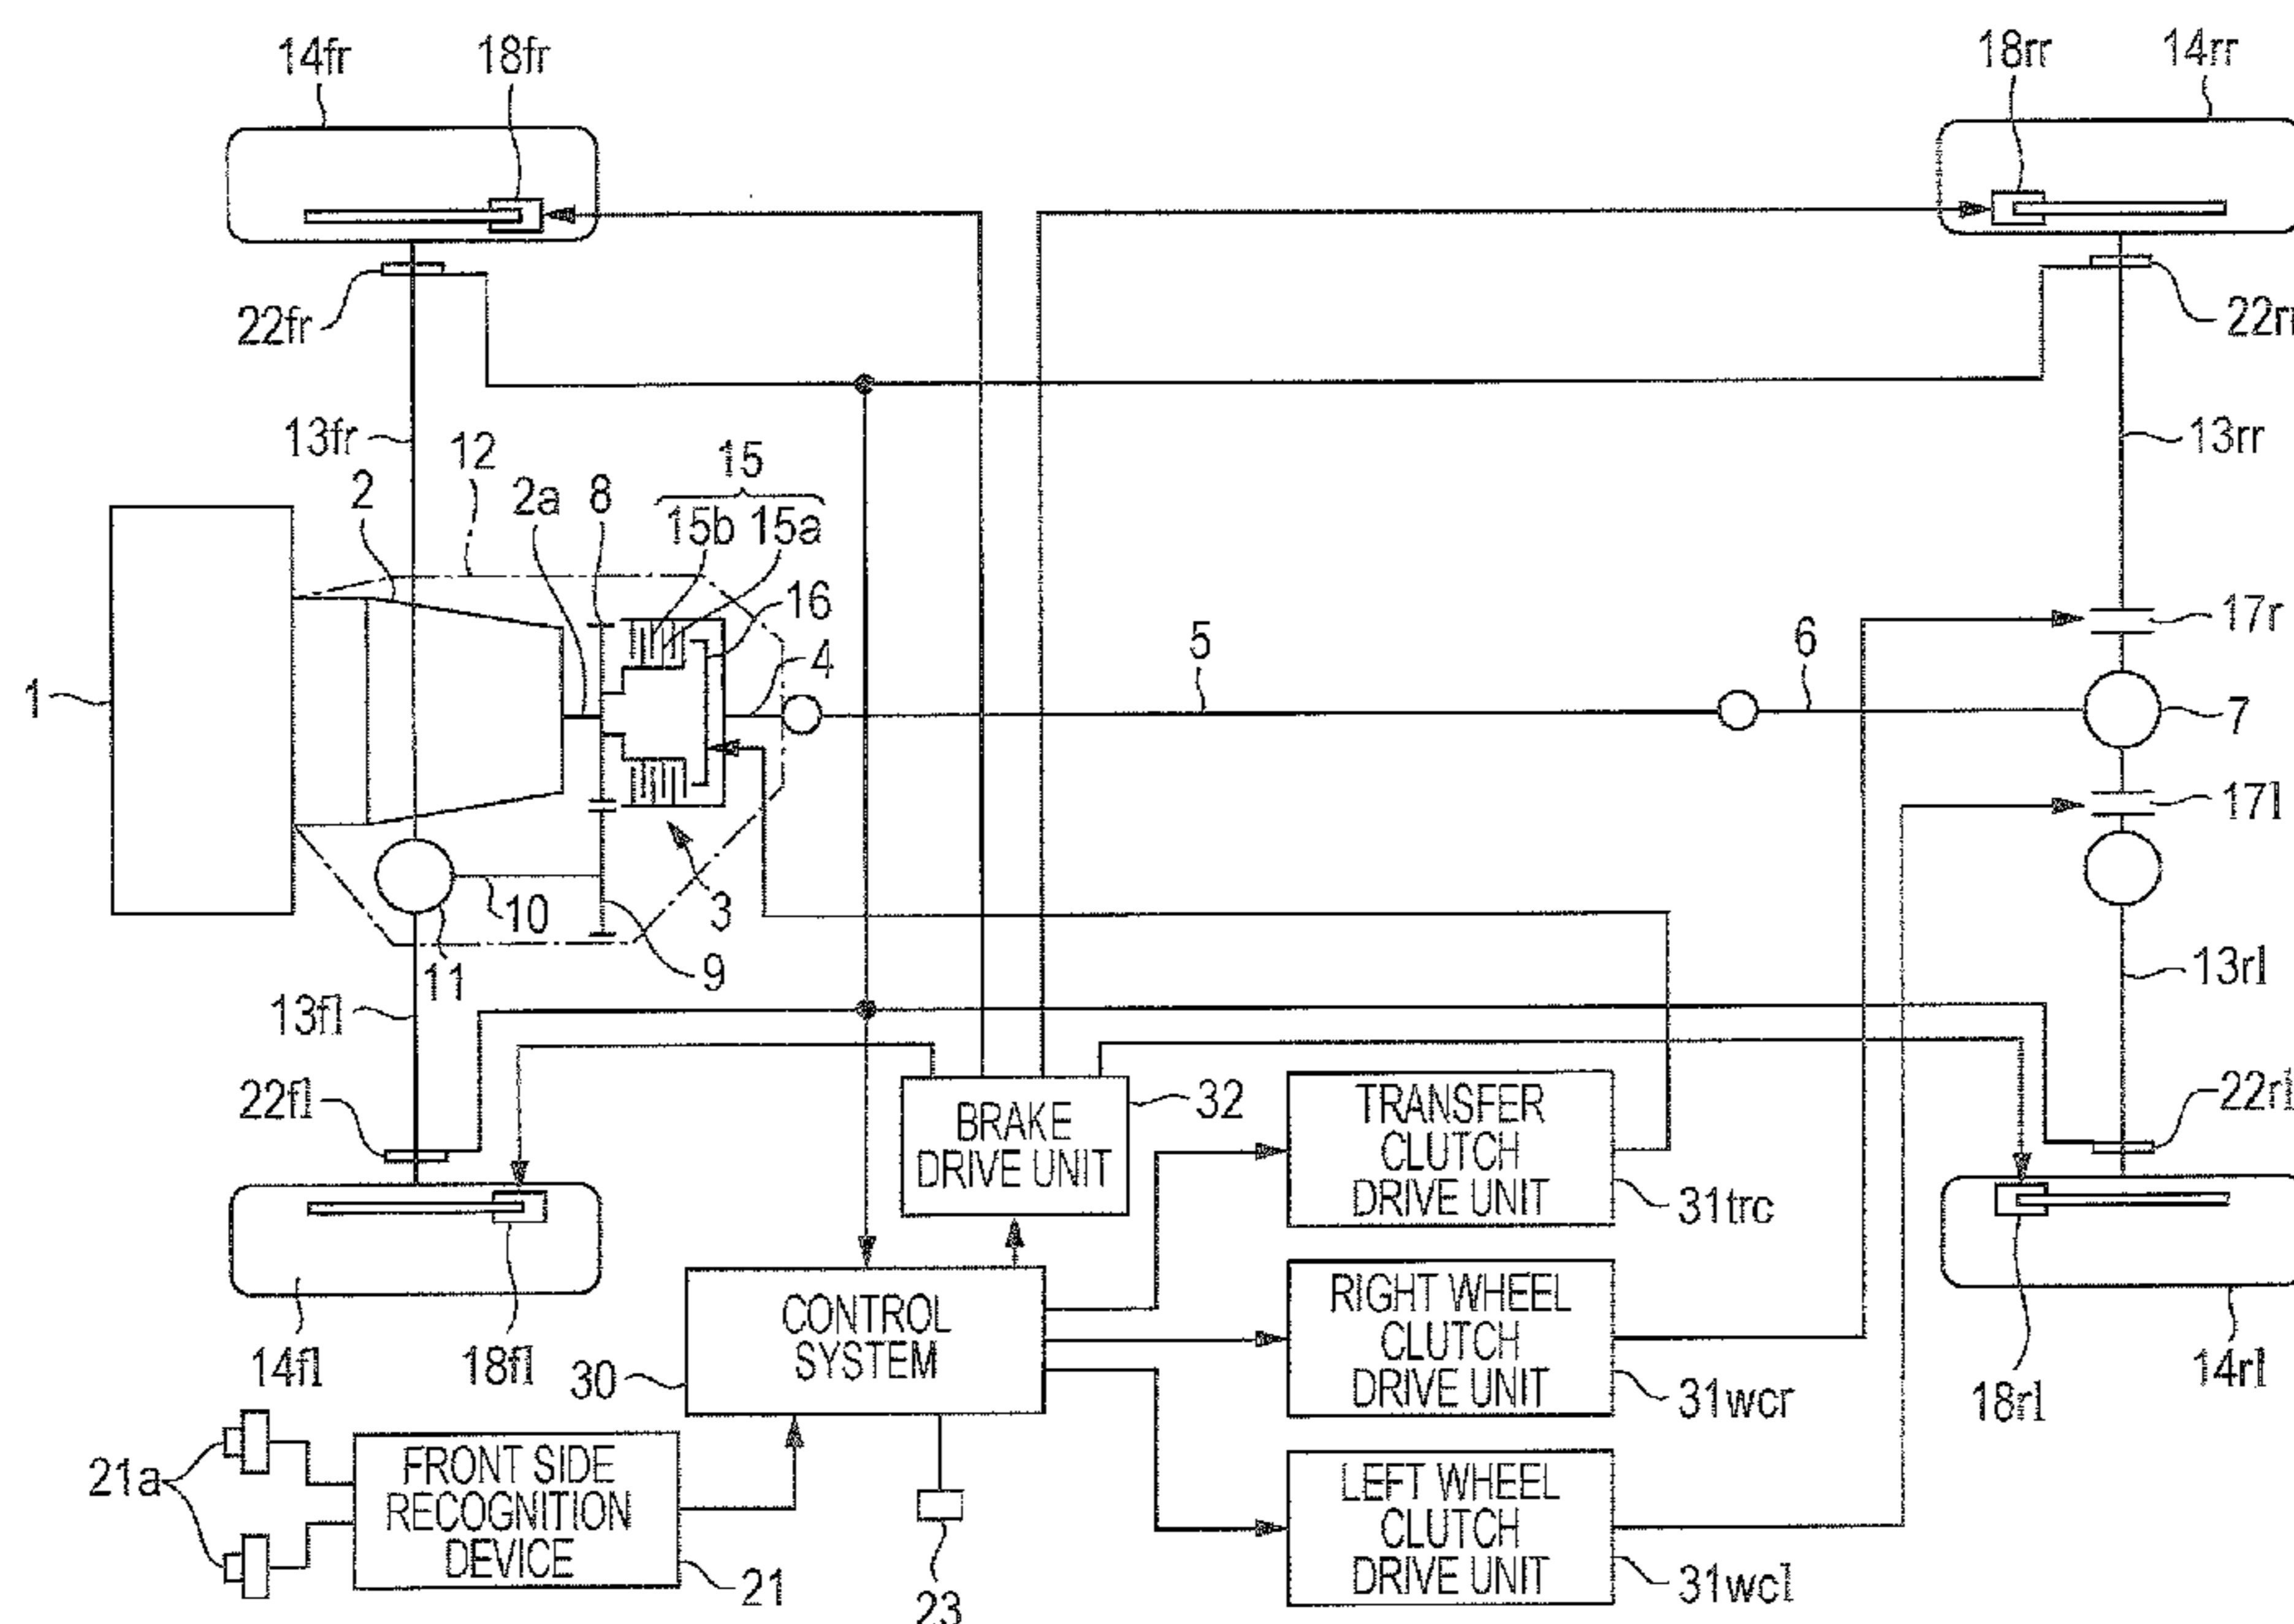 14fr 18fr 18rr 14rr
22fr
13fr 12 15 13rr
2 2a 8 15b 15a
16
1 4 5 6 17r
7
17l
10 3
11 9
13fl 13rl
22fl 32 22rl
BRAKE
DRIVE UNIT
TRANSFER
CLUTCH
DRIVE UNIT
31trc
CONTROL
SYSTEM
RIGHT WHEEL
CLUTCH
DRIVE UNIT
14fl 18fl 30 31wcr 18rl 14rl
21a
FRONT SIDE
RECOGNITION
DEVICE
21 23
LEFT WHEEL
CLUTCH
DRIVE UNIT
31wcl